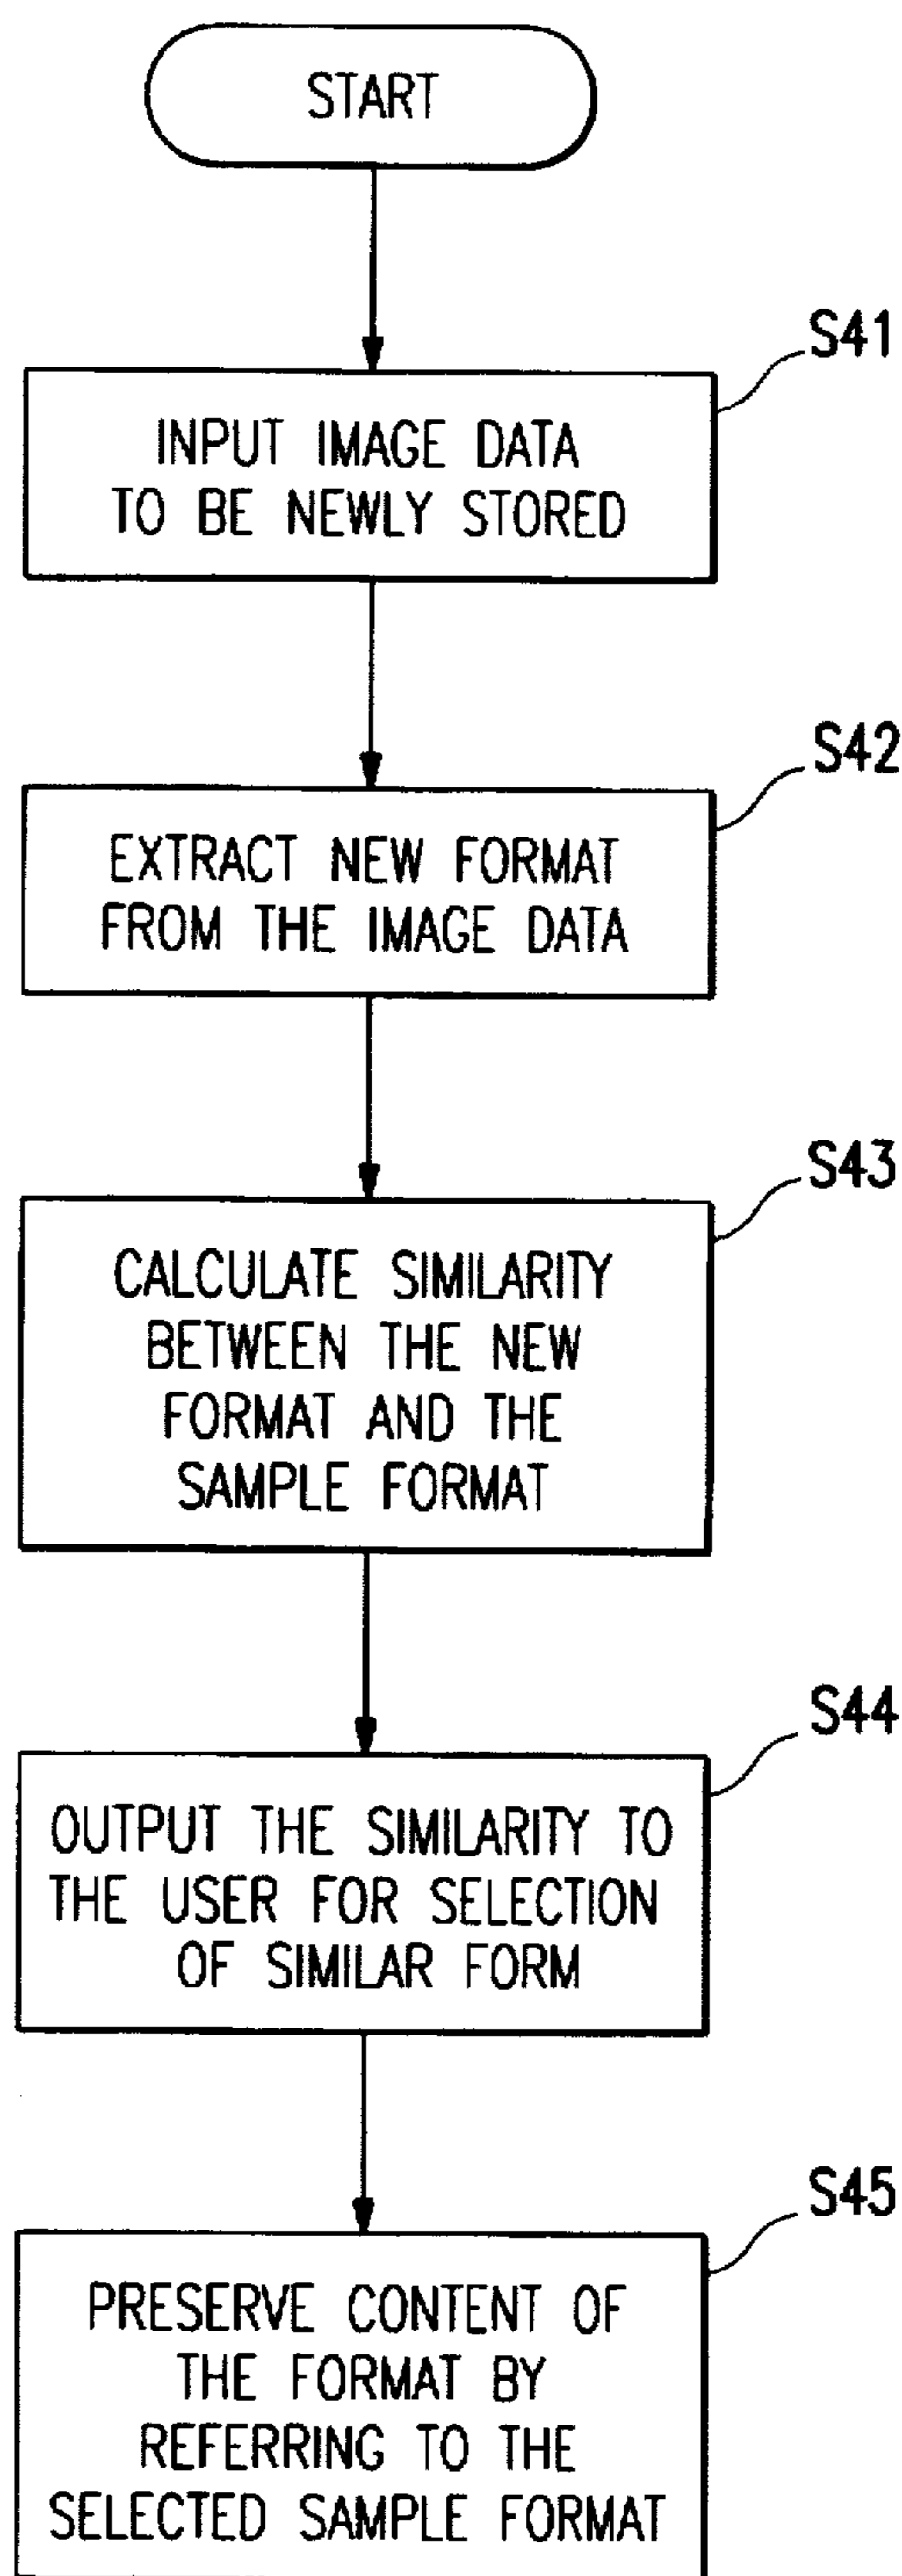 START
S41
INPUT IMAGE DATA
TO BE NEWLY STORED
S42
EXTRACT NEW FORMAT
FROM THE IMAGE DATA
S43
CALCULATE SIMILARITY
BETWEEN THE NEW
FORMAT AND THE
SAMPLE FORMAT
S44
OUTPUT THE SIMILARITY TO
THE USER FOR SELECTION
OF SIMILAR FORM
S45
PRESERVE CONTENT OF
THE FORMAT BY
REFERRING TO THE
SELECTED SAMPLE FORMAT